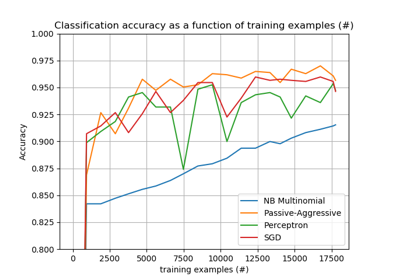 Classification accuracy as a function of training examples (#)
1.000
0.975
0.950
0.925
0.900
0.875
0.850
0.825
0.800
Accuracy
NB Multinomial
Passive-Aggressive
Perceptron
SGD
0 2500 5000 7500 10000 12500 15000 17500
training examples (#)